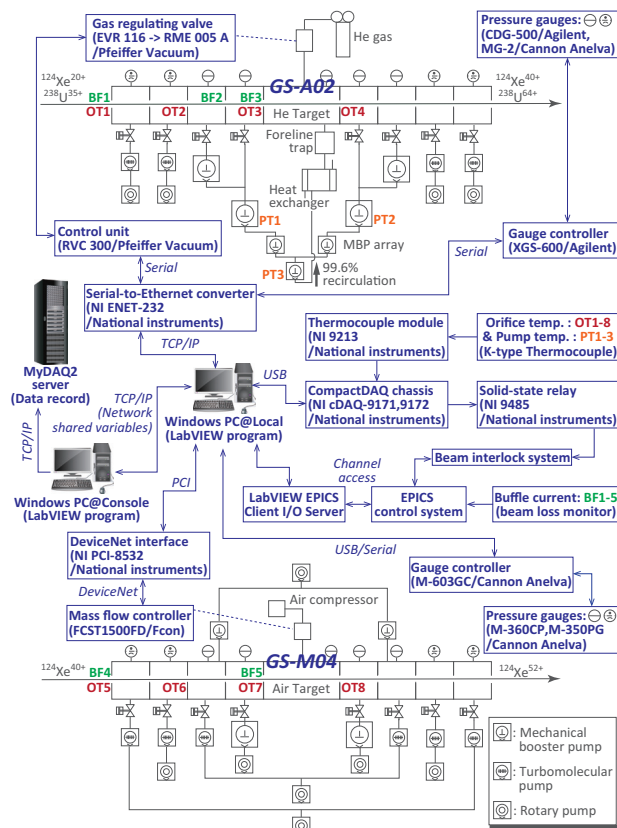 Gas regulating valve
(EVR 116 -> RME 005 A
/Pfeiffer Vacuum)
He gas
Pressure gauges:
(CDG-500/Agilent,
MG-2/Cannon Anelva)
GS-A02
124Xe20+
238U35+
124Xe40+
238U64+
BF1
BF2
BF3
OT1
OT2
OT3
He Target
OT4
Foreline
trap
Heat
exchanger
PT1
PT2
MBP array
PT3
99.6%
recirculation
Control unit
(RVC 300/Pfeiffer Vacuum)
Gauge controller
(XGS-600/Agilent)
Serial
Serial
Serial-to-Ethernet converter
(NI ENET-232
/National instruments)
TCP/IP
Thermocouple module
(NI 9213
/National instruments)
Orifice temp. : OT1-8
& Pump temp. : PT1-3
(K-type Thermocouple)
MyDAQ2
server
(Data record)
TCP/IP
(Network
shared variables)
USB
CompactDAQ chassis
(NI cDAQ-9171,9172
/National instruments)
Solid-state relay
(NI 9485
/National instruments)
Windows PC@Local
(LabVIEW program)
TCP/IP
Beam interlock system
Channel
access
Windows PC@Console
(LabVIEW program)
PCI
LabVIEW EPICS
Client I/O Server
EPICS
control system
Buffle current: BF1-5
(beam loss monitor)
DeviceNet interface
(NI PCI-8532
/National instruments)
USB/Serial
Gauge controller
(M-603GC/Cannon Anelva)
DeviceNet
Air compressor
Mass flow controller
(FCST1500FD/Fcon)
Pressure gauges:
(M-360CP,M-350PG
/Cannon Anelva)
GS-M04
124Xe40+
124Xe52+
BF4
BF5
OT5
OT6
OT7
Air Target
OT8
: Mechanical
booster pump
: Turbomolecular
pump
: Rotary pump